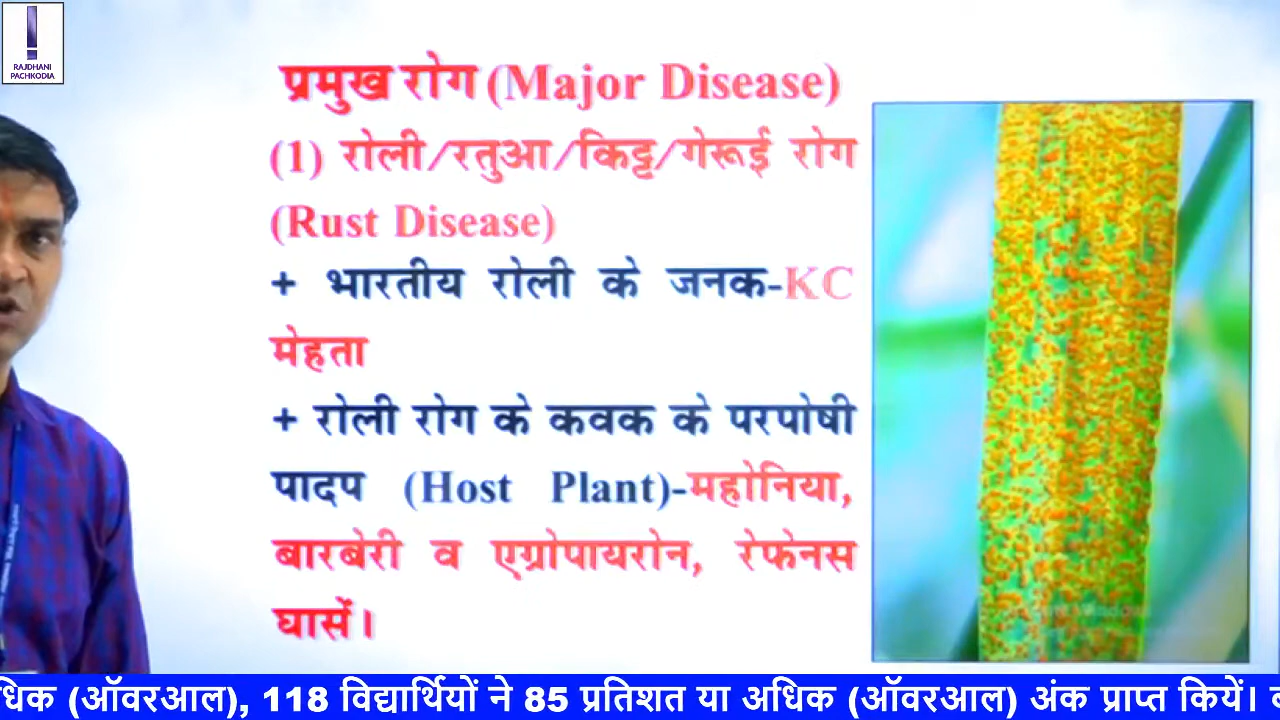 RAJDHANI
PACHKODIA
प्रमुख रोग (Major Disease)
(1) रोली/रतुआ/किट्ट/गेरूई रोग
(Rust Disease)
+ भारतीय रोली के जनक-KC
मेहता
+ रोली रोग के कवक के परपोषी
पादप (Host Plant)-महोनिया,
बारबेरी व एग्रोपायरोन, रेफेनस
घासें।
धिक (ऑवरआल), 118 विद्यार्थियों ने 85 प्रतिशत या अधिक (ऑवरआल) अंक प्राप्त कियें।